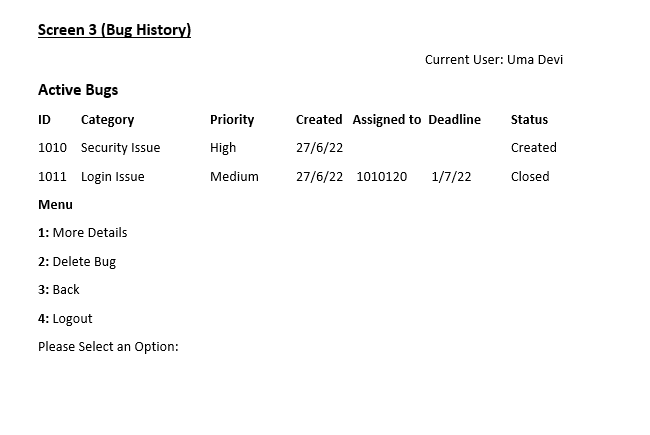 Screen 3 (Bug History)
Current User: Uma Devi
Active Bugs
ID Category Priority Created Assigned to Deadline Status
1010 Security Issue High 27/6/22 Created
1011 Login Issue Medium 27/6/22 1010120 1/7/22 Closed
Menu
1: More Details
2: Delete Bug
3: Back
4: Logout
Please Select an Option: